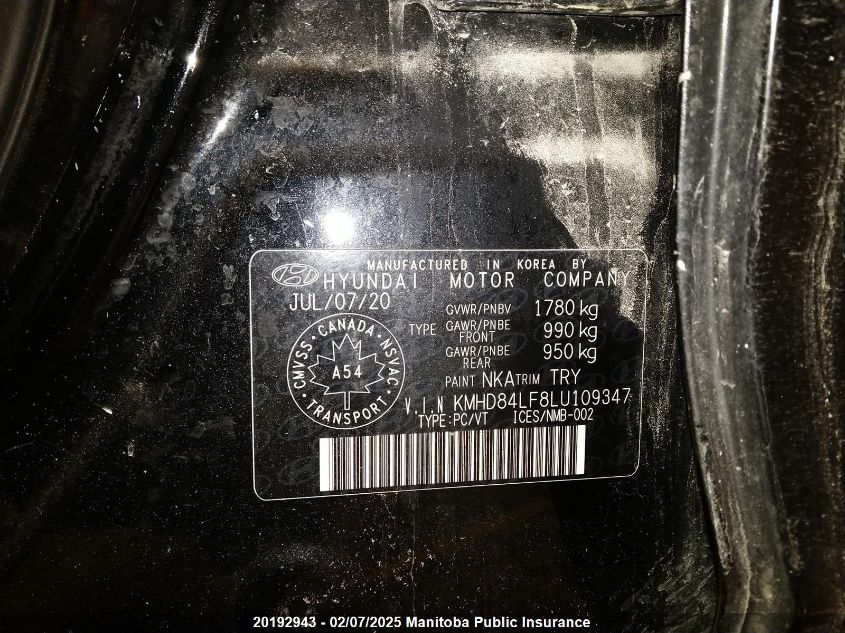 MANUFACTURED IN KOREA BY
HYUNDAI MOTOR COMPANY
JUL/07/20
GVWR/PNBV 1780 kg
TYPE GAWR/PNBE FRONT 990 kg
GAWR/PNBE REAR 950 kg
CMVSS · CANADA · NSVAC
A54
· TRANSPORT ·
PAINT NKA TRIM TRY
V.I.N KMHD84LF8LU109347
TYPE:PC/VT ICES/NMB-002
20192943 - 02/07/2025 Manitoba Public Insurance